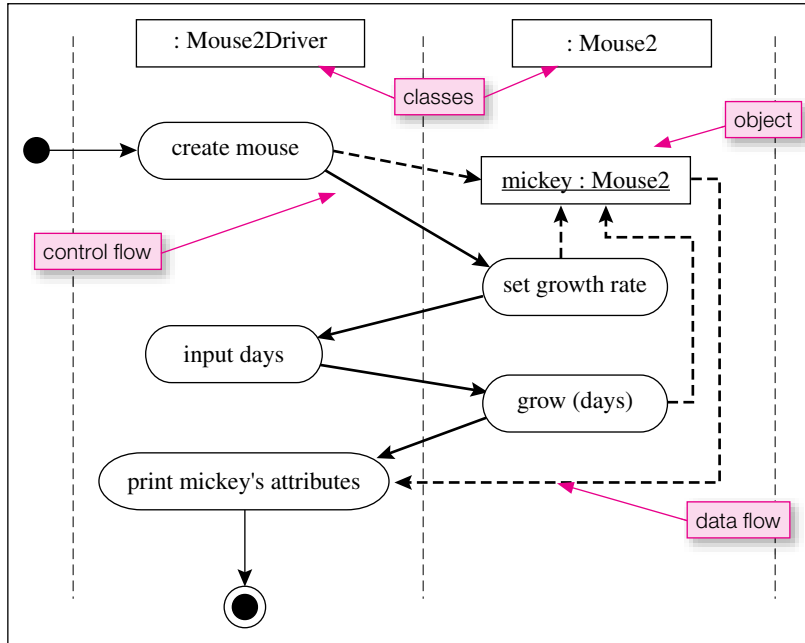 : Mouse2Driver
: Mouse2
classes
object
create mouse
mickey : Mouse2
control flow
set growth rate
input days
grow (days)
print mickey's attributes
data flow